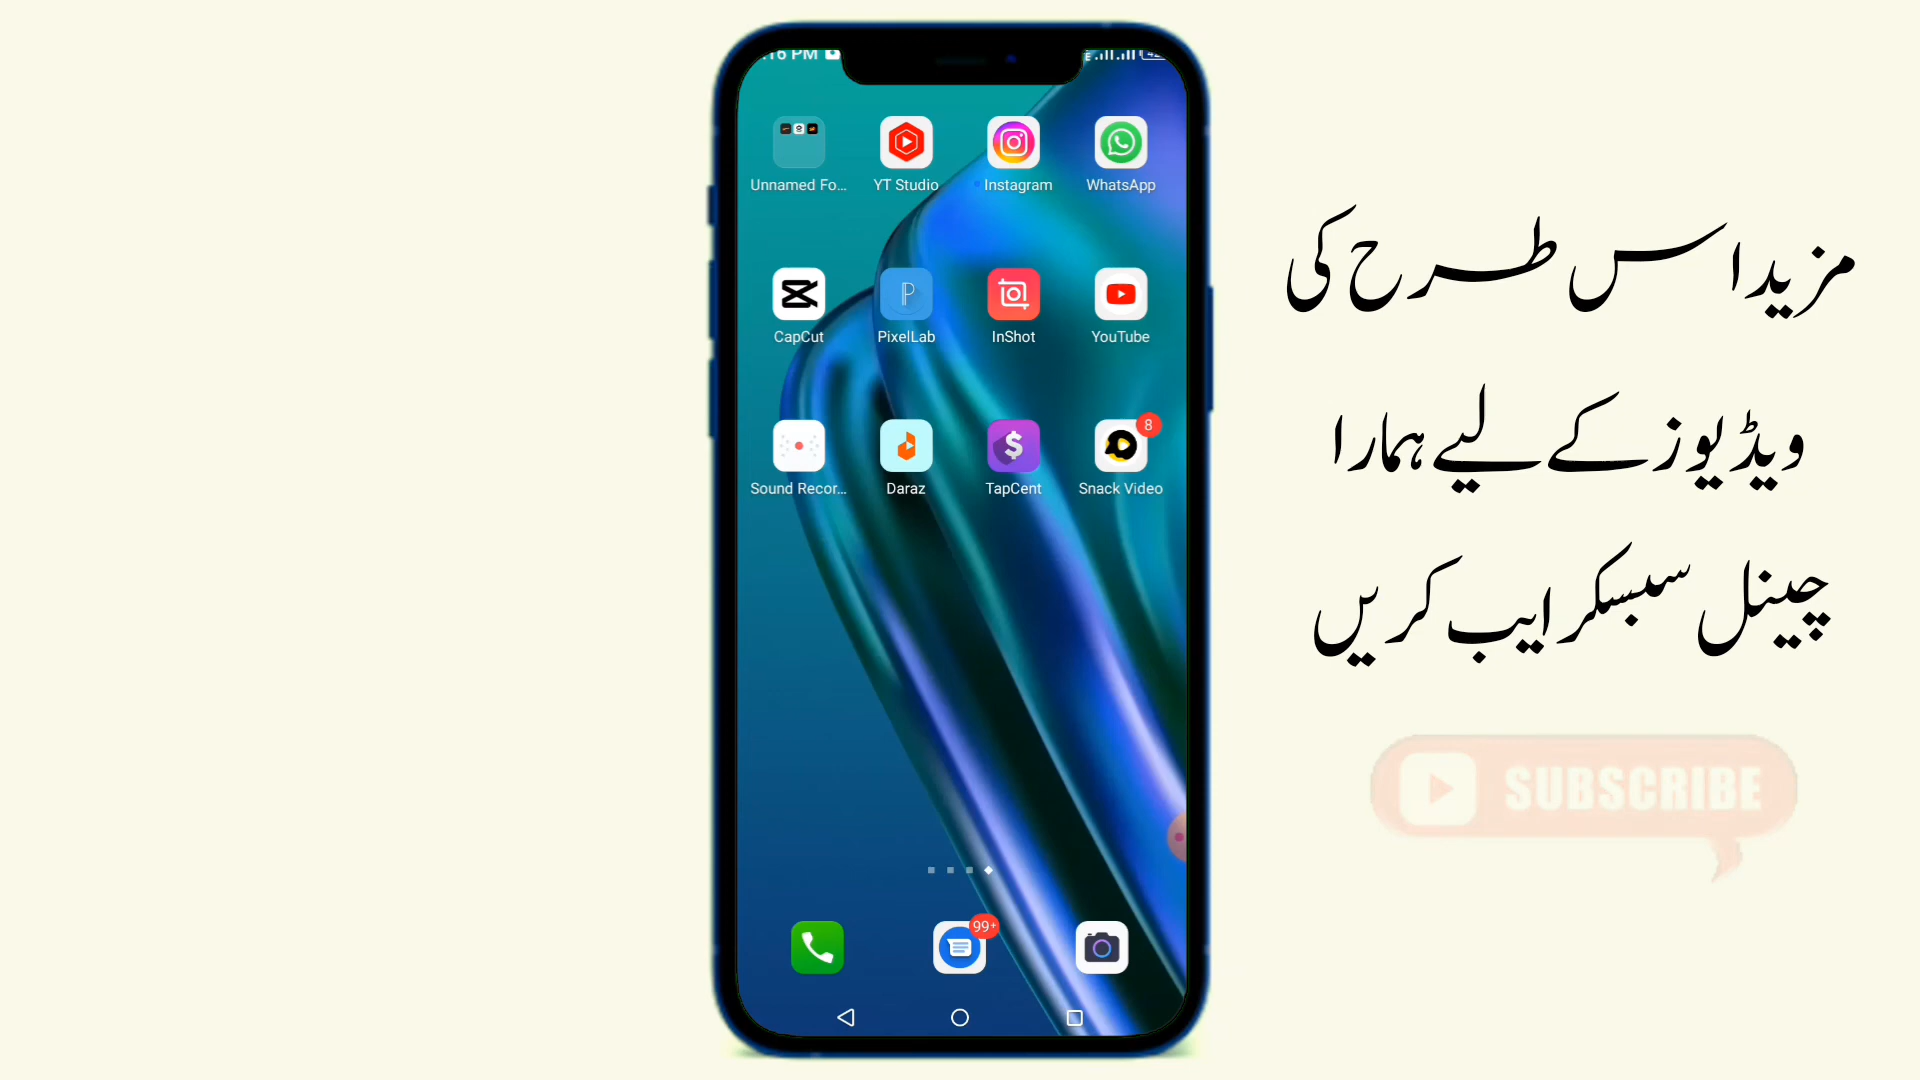 16 PM
Unnamed Fo...
YT Studio
Instagram
WhatsApp
CapCut
PixelLab
InShot
YouTube
8
Sound Recor...
Daraz
TapCent
Snack Video
99+
مزید اس طرح کی
ویڈیوز کے لیے ہمارا
چینل سبسکرایب کریں
SUBSCRIBE